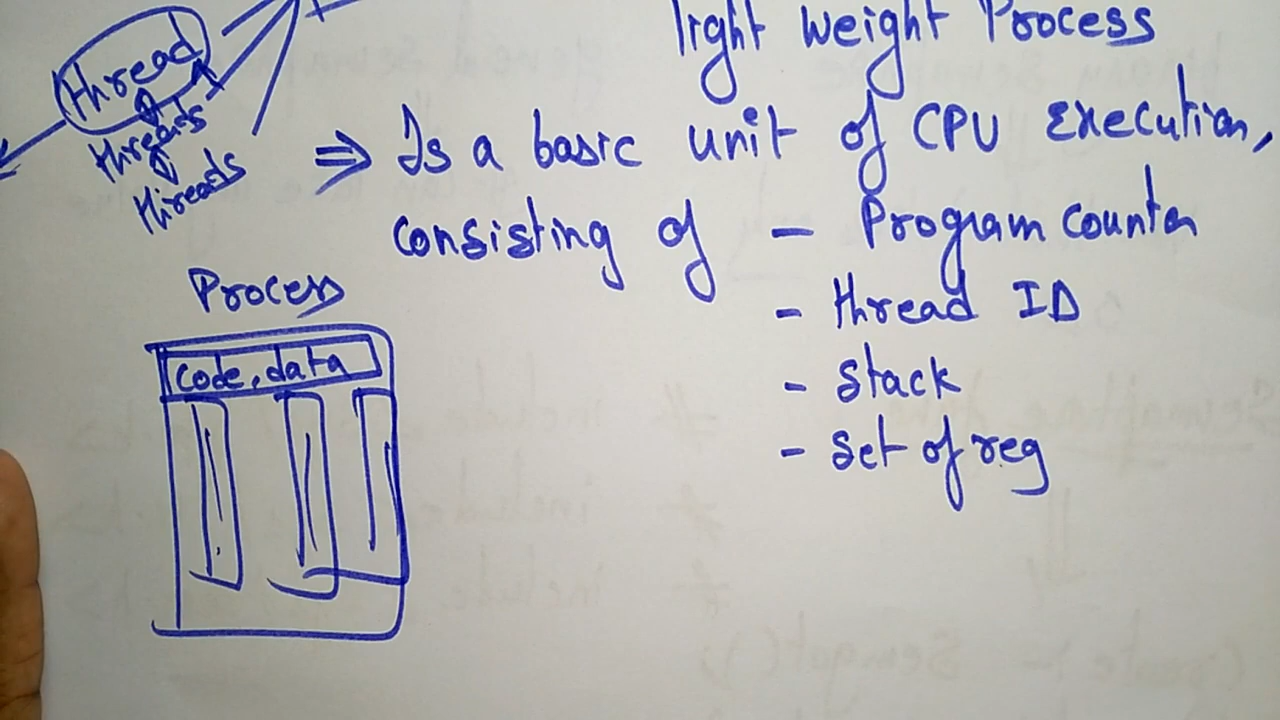 light weight Process
thread
threads
threads
⇒ Is a basic unit of CPU execution,
consisting of - Program counter
- thread ID
- Stack
- Set of reg
Process
code, data